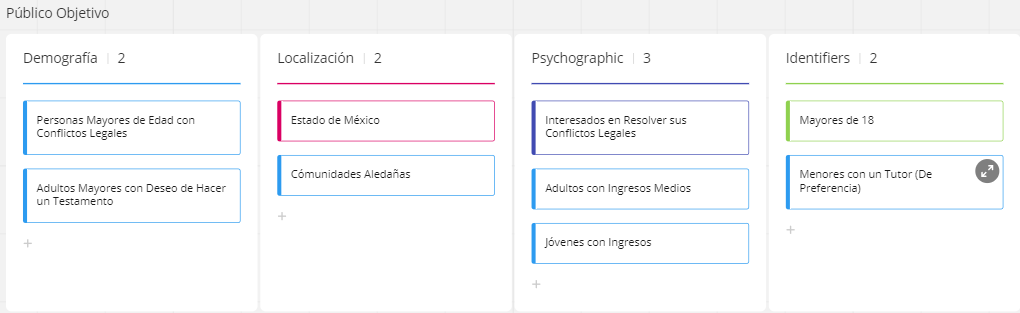 Público Objetivo
Demografía | 2
Personas Mayores de Edad con
Conflictos Legales
Adultos Mayores con Deseo de Hacer
un Testamento
+
Localización | 2
Estado de México
Cómunidades Aledañas
+
Psychographic | 3
Interesados en Resolver sus
Conflictos Legales
Adultos con Ingresos Medios
Jóvenes con Ingresos
+
Identifiers | 2
Mayores de 18
Menores con un Tutor (De
Preferencia)
+